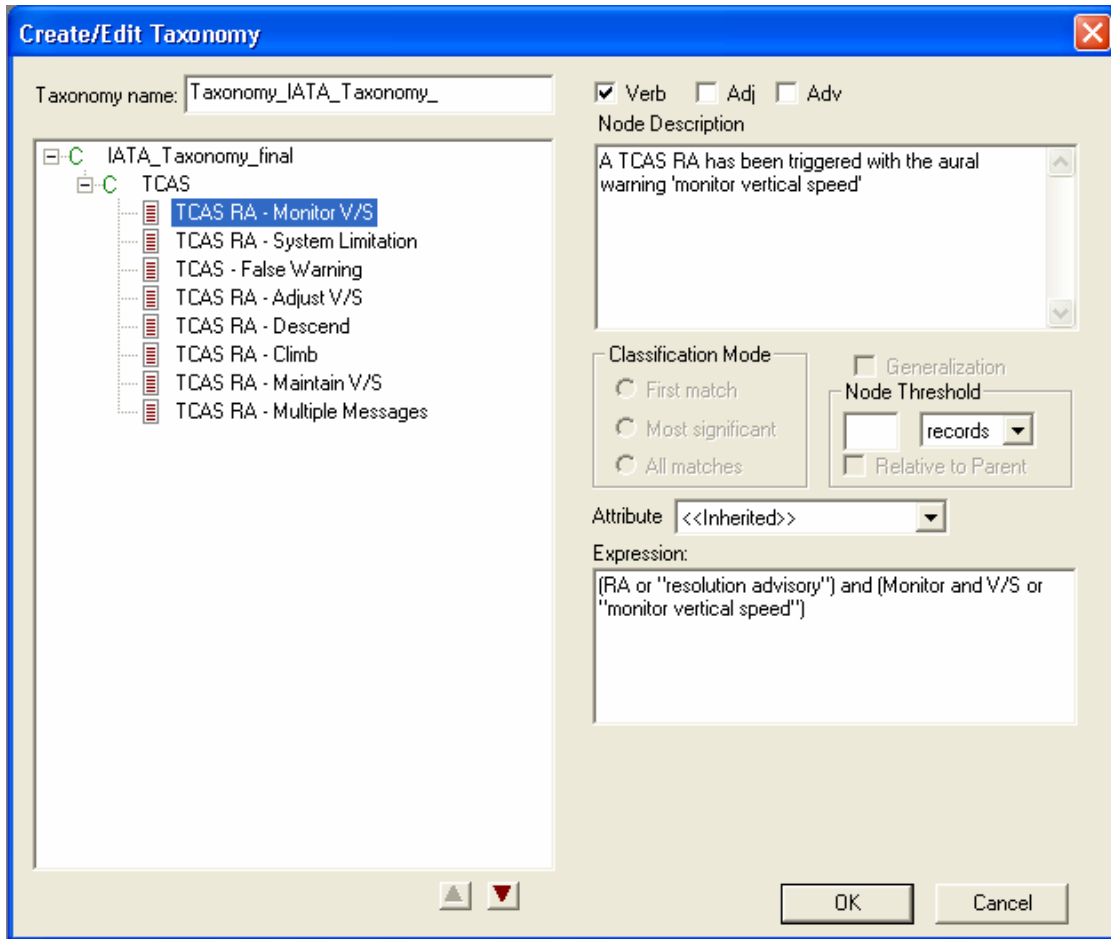 Create/Edit Taxonomy
Taxonomy name: Taxonomy_IATA_Taxonomy_
IATA_Taxonomy_final
TCAS
TCAS RA - Monitor V/S
TCAS RA - System Limitation
TCAS - False Warning
TCAS RA - Adjust V/S
TCAS RA - Descend
TCAS RA - Climb
TCAS RA - Maintain V/S
TCAS RA - Multiple Messages
Verb Adj Adv
Node Description
A TCAS RA has been triggered with the aural
warning 'monitor vertical speed'
Classification Mode
First match
Most significant
All matches
Generalization
Node Threshold
records
Relative to Parent
Attribute <<Inherited>>
Expression:
(RA or "resolution advisory") and (Monitor and V/S or
"monitor vertical speed")
OK Cancel